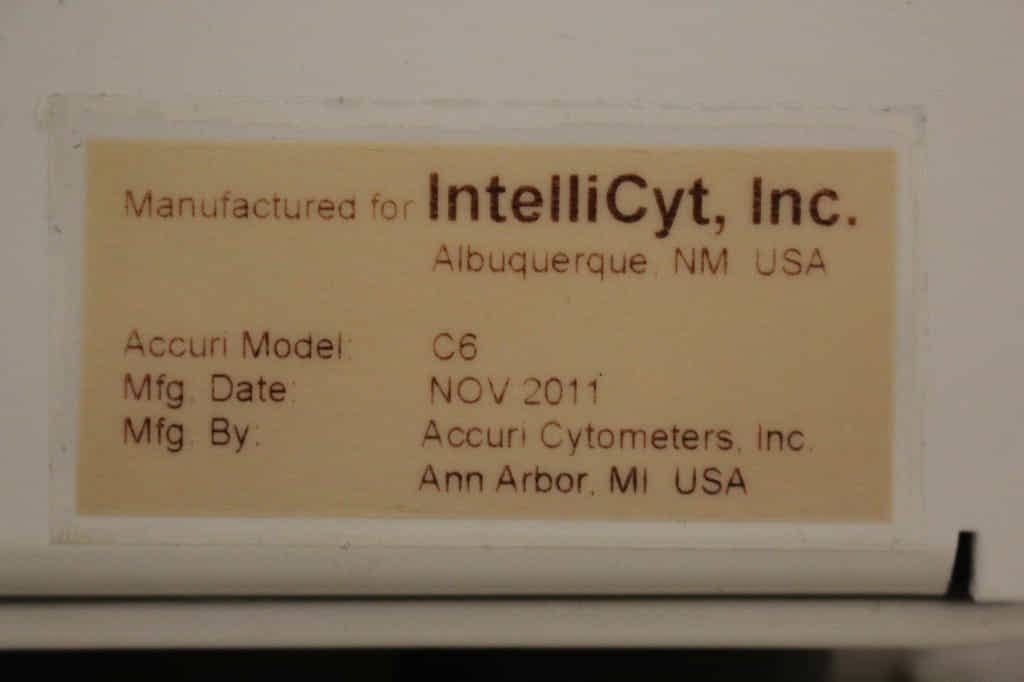 Manufactured for IntelliCyt, Inc.
Albuquerque, NM USA
Accuri Model: C6
Mfg. Date: NOV 2011
Mfg. By: Accuri Cytometers, Inc.
Ann Arbor, MI USA